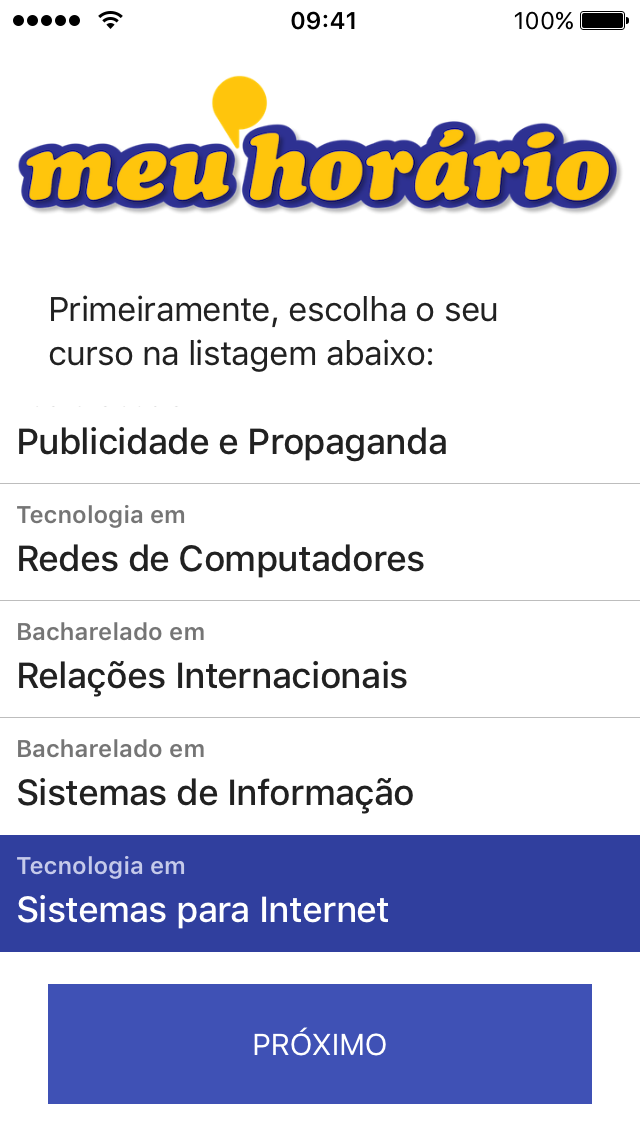 09:41
100%
meu horário
Primeiramente, escolha o seu
curso na listagem abaixo:
Publicidade e Propaganda
Tecnologia em
Redes de Computadores
Bacharelado em
Relações Internacionais
Bacharelado em
Sistemas de Informação
Tecnologia em
Sistemas para Internet
PRÓXIMO